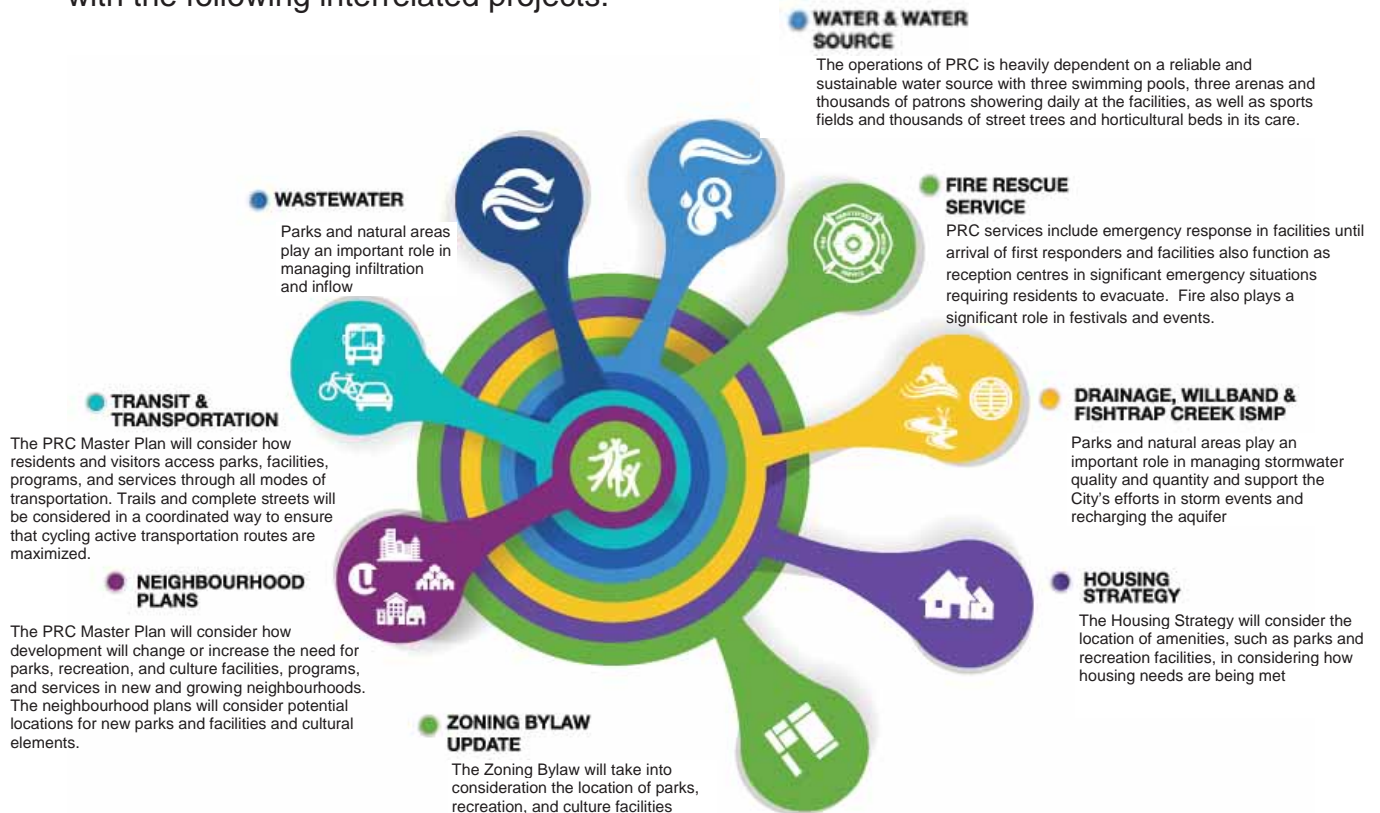 with the following interrelated projects:
WATER & WATER
SOURCE
The operations of PRC is heavily dependent on a reliable and
sustainable water source with three swimming pools, three arenas and
thousands of patrons showering daily at the facilities, as well as sports
fields and thousands of street trees and horticultural beds in its care.
WASTEWATER
Parks and natural areas
play an important role in
managing infiltration
and inflow
FIRE RESCUE
SERVICE
PRC services include emergency response in facilities until
arrival of first responders and facilities also function as
reception centres in significant emergency situations
requiring residents to evacuate. Fire also plays a
significant role in festivals and events.
TRANSIT &
TRANSPORTATION
The PRC Master Plan will consider how
residents and visitors access parks, facilities,
programs, and services through all modes of
transportation. Trails and complete streets will
be considered in a coordinated way to ensure
that cycling active transportation routes are
maximized.
DRAINAGE, WILLBAND &
FISHTRAP CREEK ISMP
Parks and natural areas play an
important role in managing stormwater
quality and quantity and support the
City's efforts in storm events and
recharging the aquifer
NEIGHBOURHOOD
PLANS
The PRC Master Plan will consider how
development will change or increase the need for
parks, recreation, and culture facilities, programs,
and services in new and growing neighbourhoods.
The neighbourhood plans will consider potential
locations for new parks and facilities and cultural
elements.
HOUSING
STRATEGY
The Housing Strategy will consider the
location of amenities, such as parks and
recreation facilities, in considering how
housing needs are being met
ZONING BYLAW
UPDATE
The Zoning Bylaw will take into
consideration the location of parks,
recreation, and culture facilities